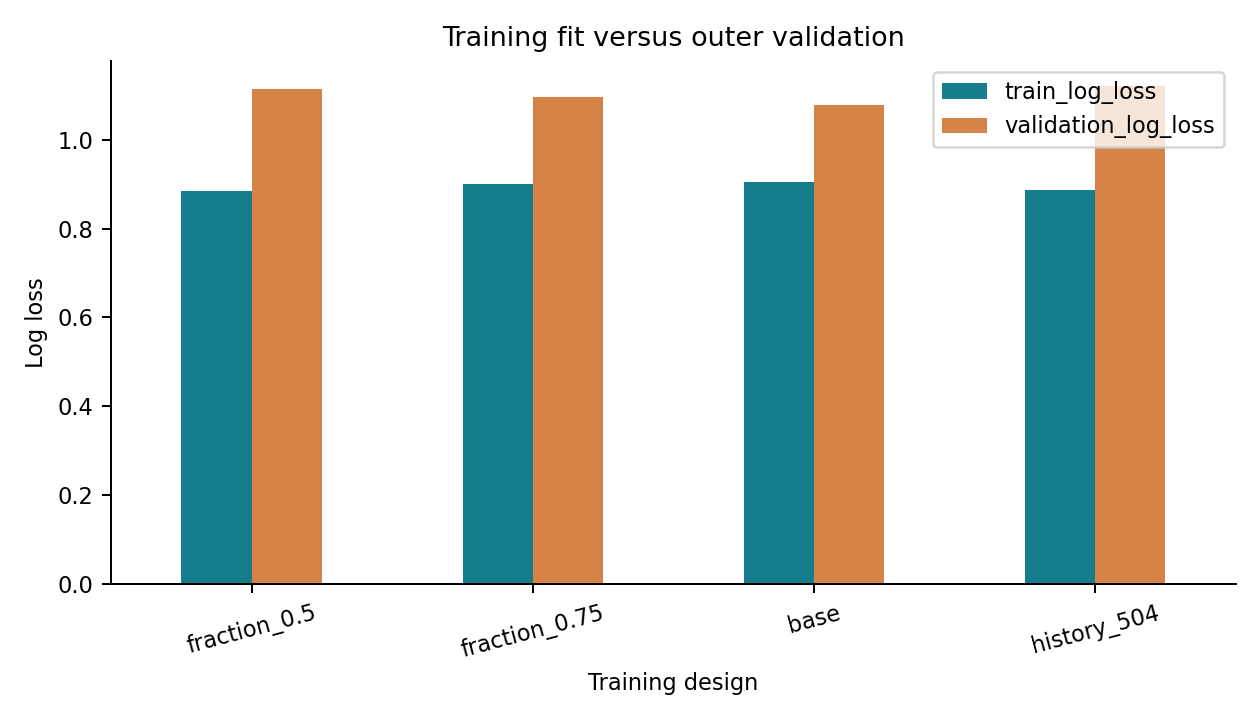 Training fit versus outer validation
train_log_loss
validation_log_loss
Log loss
1.0
0.8
0.6
0.4
0.2
0.0
fraction_0.5
fraction_0.75
base
history_504
Training design